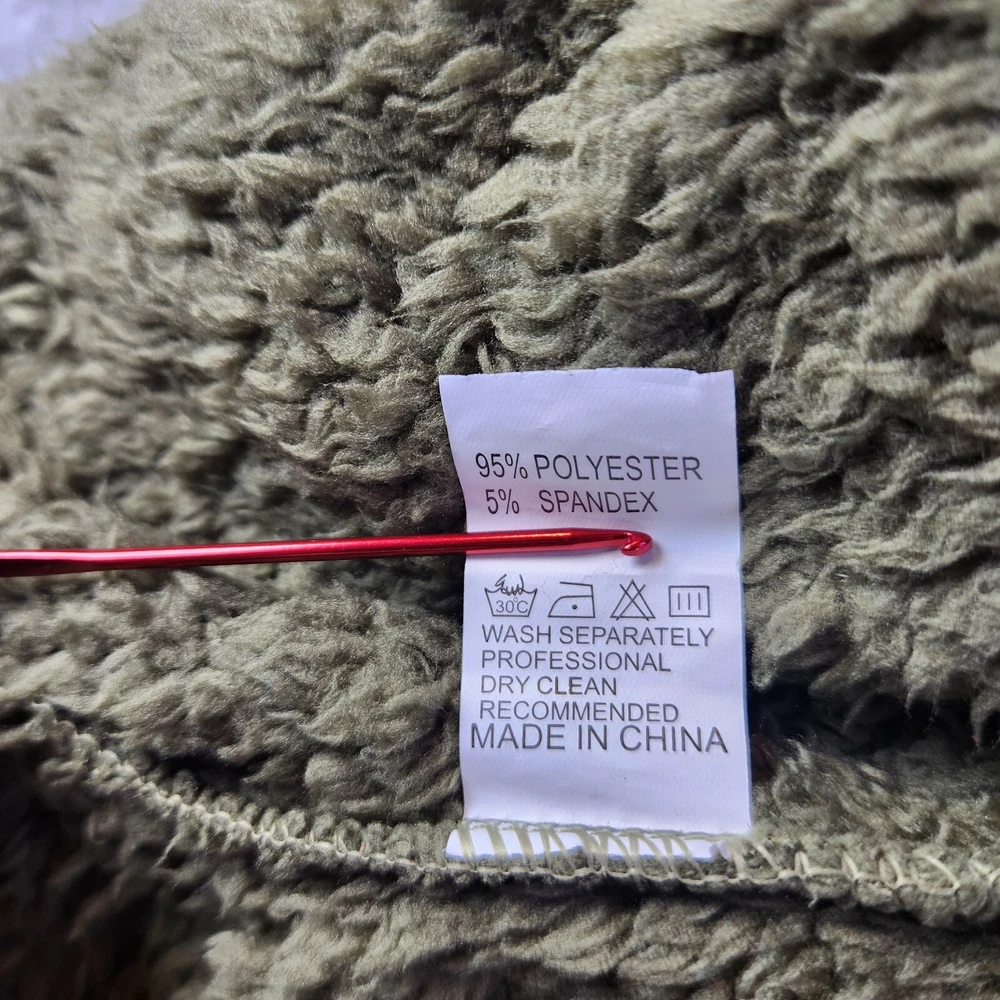 95% POLYESTER
5% SPANDEX
30°C
WASH SEPARATELY
PROFESSIONAL
DRY CLEAN
RECOMMENDED
MADE IN CHINA